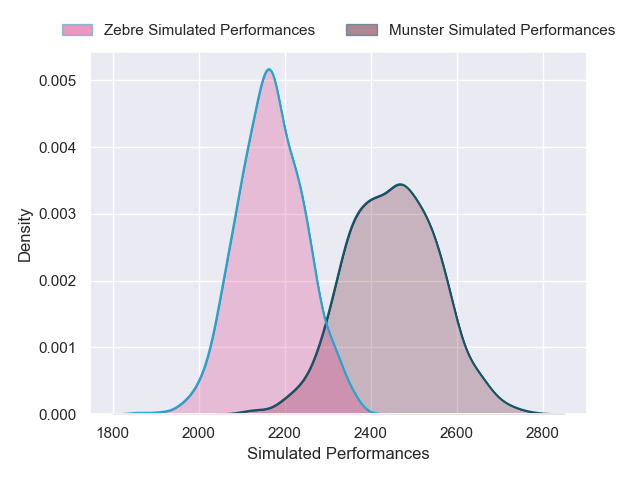 Zebre Simulated Performances Munster Simulated Performances
0.005
0.004
0.003
0.002
0.001
0.000
Density
1800 2000 2200 2400 2600 2800
Simulated Performances